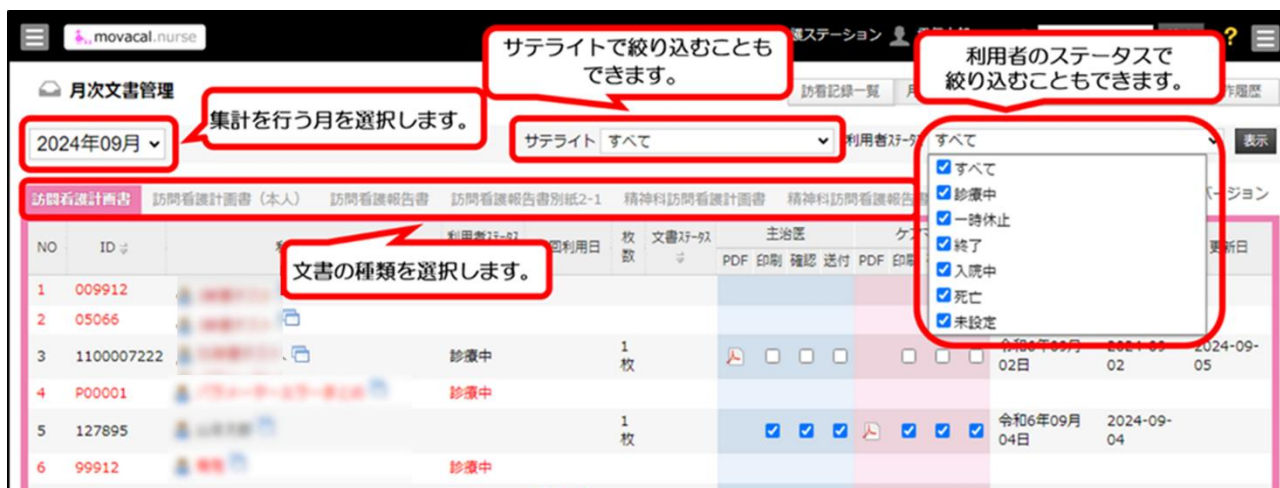 movacal.nurse
ステーション
?
サテライトで絞り込むことも
できます。
利用者のステータスで
絞り込むこともできます。
月次文書管理
訪看記録一覧
作履歴
集計を行う月を選択します。
2024年09月
サテライト すべて
利用者ステータス すべて
表示
すべて
診療中
一時休止
終了
入院中
死亡
未設定
訪問看護計画書 訪問看護計画書（本人） 訪問看護報告書 訪問看護報告書別紙2-1 精神科訪問看護計画書 精神科訪問看護報告
バージョン
文書の種類を選択します。
NO ID 利用者ステータス 回利用日 枚数 文書ステータス 主治医 ケアマ 更新日
PDF 印刷 確認 送付 PDF 印刷
1 009912
2 05066
3 1100007222 診療中 1枚 令和6年09月02日 2024-09-02 2024-09-05
4 P00001 診療中
5 127895 1枚 令和6年09月04日 2024-09-04
6 99912 診療中